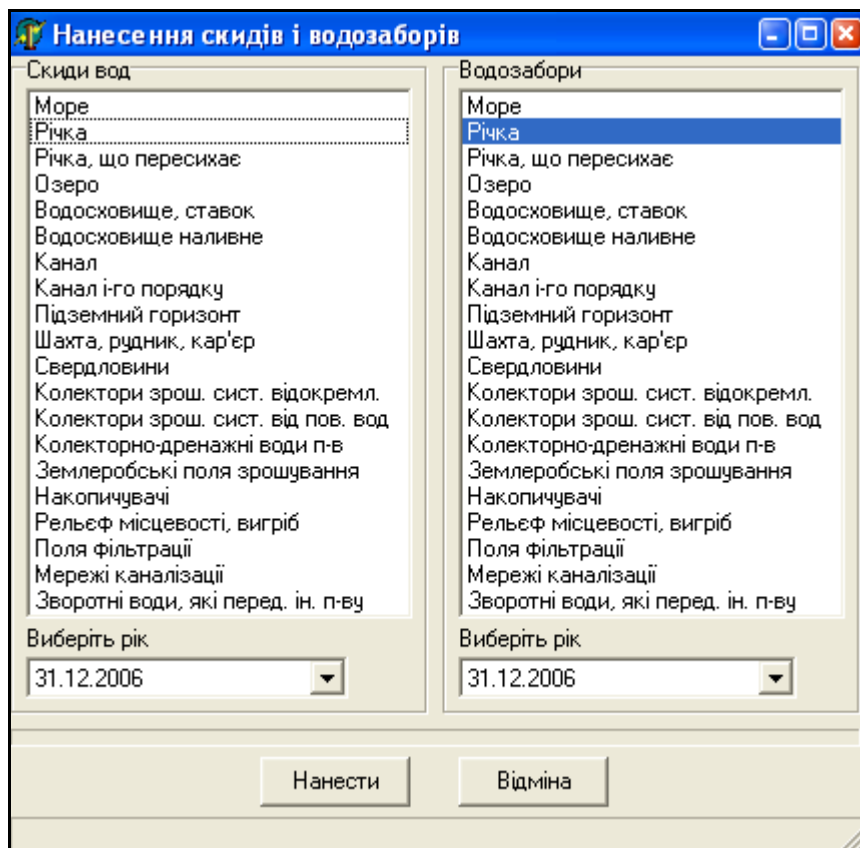 Нанесення скидів і водозаборів
Скиди вод
Море
Річка
Річка, що пересихає
Озеро
Водосховище, ставок
Водосховище наливне
Канал
Канал і-го порядку
Підземний горизонт
Шахта, рудник, кар'єр
Свердловини
Колектори зрош. сист. відокремл.
Колектори зрош. сист. від пов. вод
Колекторно-дренажні води п-в
Землеробські поля зрошування
Накопичувачі
Рельєф місцевості, вигріб
Поля фільтрації
Мережі каналізації
Зворотні води, які перед. ін. п-ву
Виберіть рік
31.12.2006
Водозабори
Море
Річка
Річка, що пересихає
Озеро
Водосховище, ставок
Водосховище наливне
Канал
Канал і-го порядку
Підземний горизонт
Шахта, рудник, кар'єр
Свердловини
Колектори зрош. сист. відокремл.
Колектори зрош. сист. від пов. вод
Колекторно-дренажні води п-в
Землеробські поля зрошування
Накопичувачі
Рельєф місцевості, вигріб
Поля фільтрації
Мережі каналізації
Зворотні води, які перед. ін. п-ву
Виберіть рік
31.12.2006
Нанести
Відміна